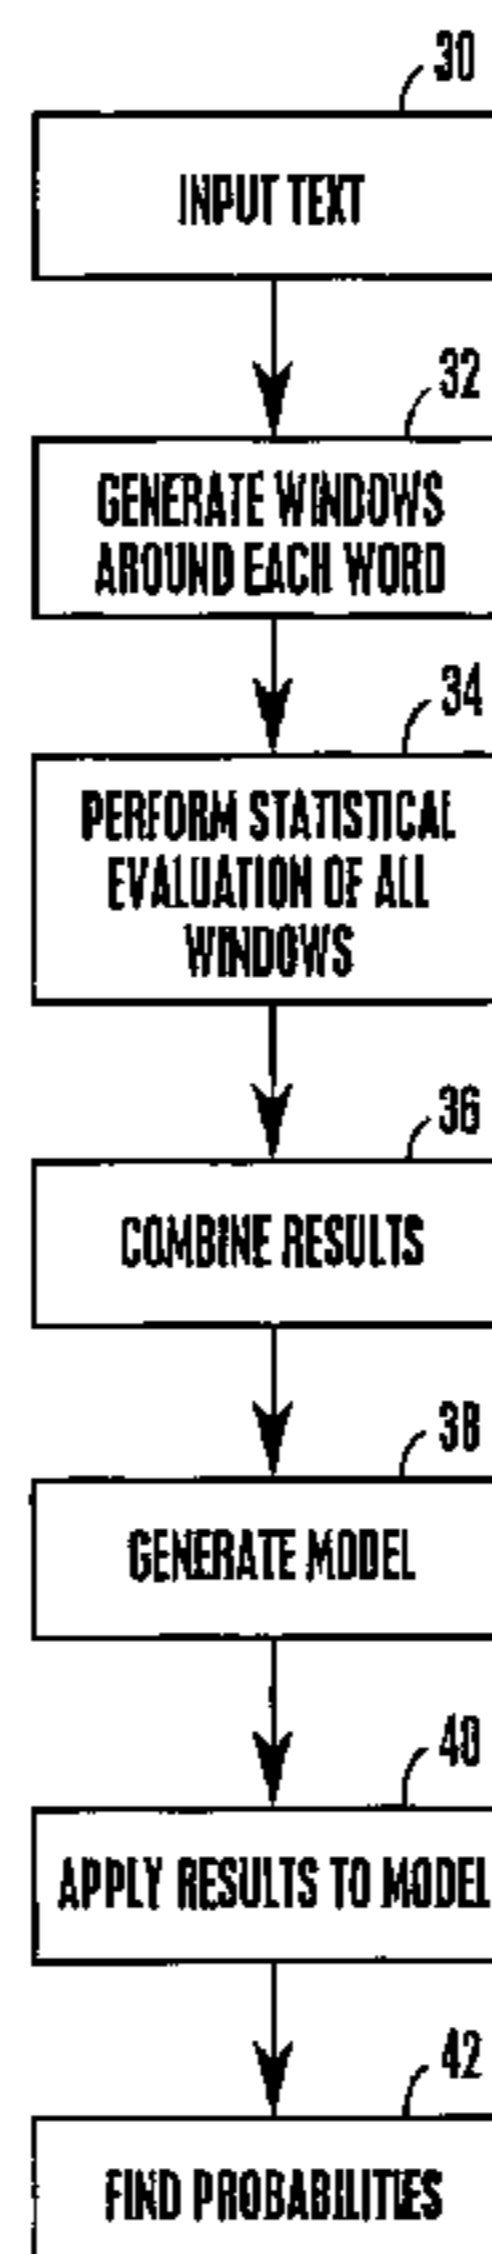 30
INPUT TEXT
32
GENERATE WINDOWS
AROUND EACH WORD
34
PERFORM STATISTICAL
EVALUATION OF ALL
WINDOWS
36
COMBINE RESULTS
38
GENERATE MODEL
40
APPLY RESULTS TO MODEL
42
FIND PROBABILITIES